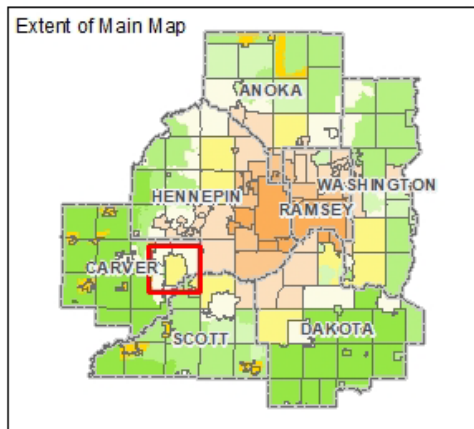 Extent of Main Map
ANOKA
WASHINGTON
HENNEPIN
RAMSEY
CARVER
SCOTT
DAKOTA